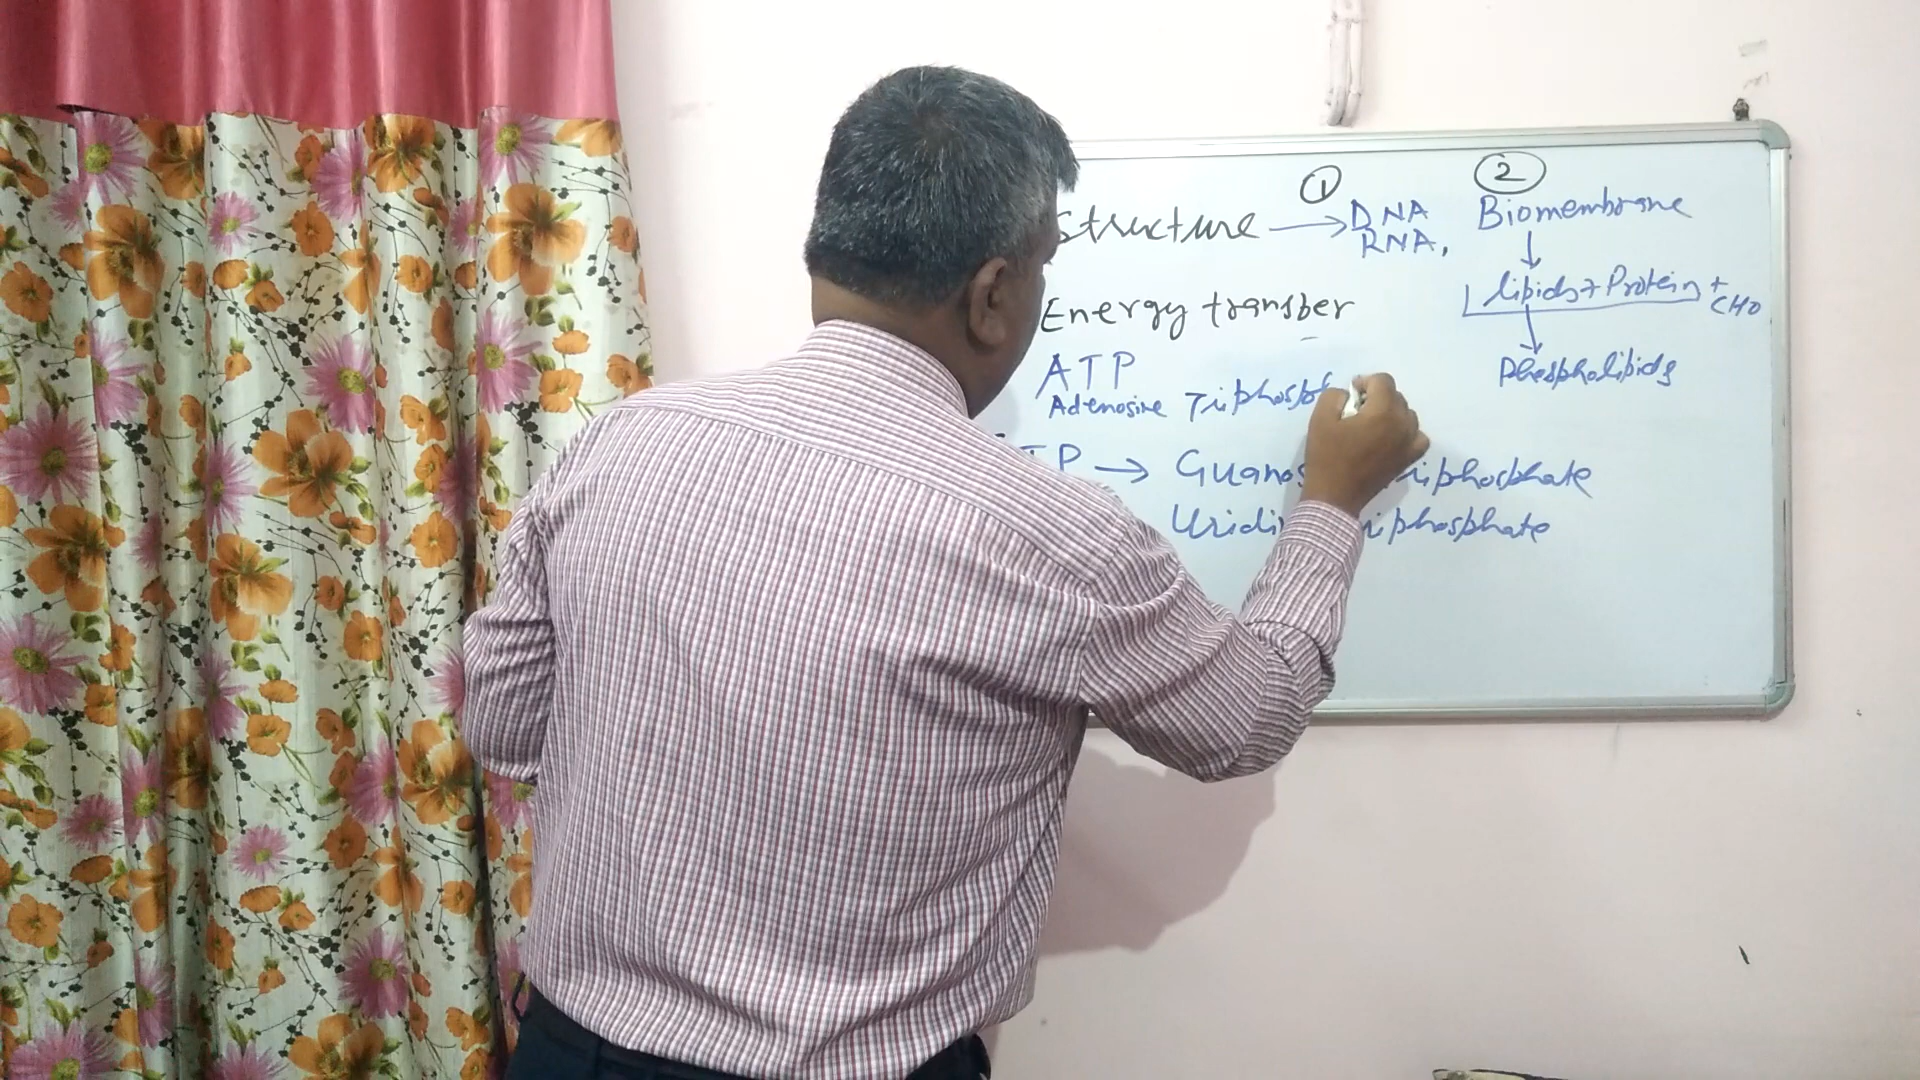 ① ②
Structure → DNA Biomembrane
RNA,
↓
lipids + Protein + CHO
Energy transfer
ATP
Phospholipids
Adenosine Triphosph
TP → Guanos iphosphate
Uridi iphosphate